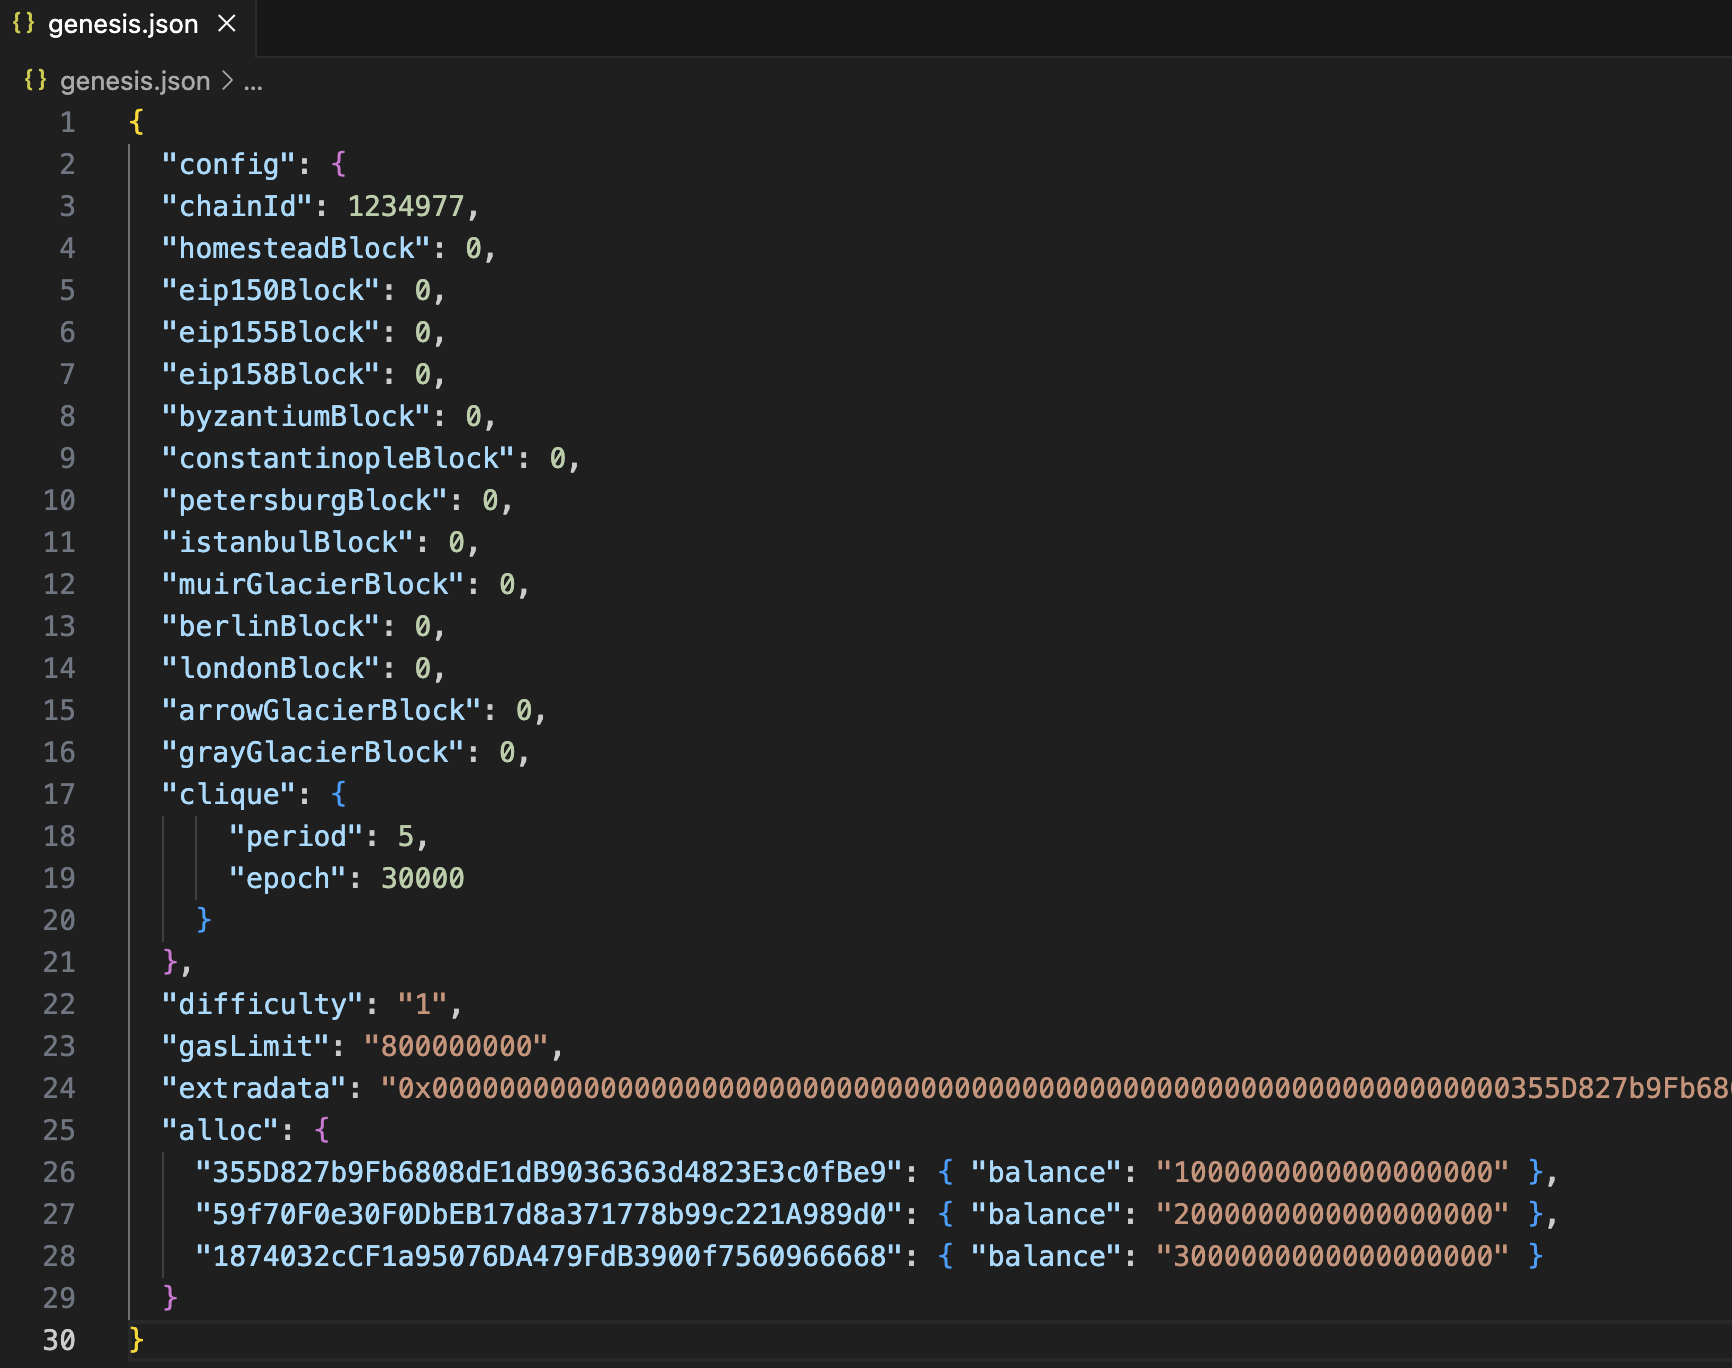 {} genesis.json ×
{} genesis.json > ...
1 {
2 "config": {
3 "chainId": 1234977,
4 "homesteadBlock": 0,
5 "eip150Block": 0,
6 "eip155Block": 0,
7 "eip158Block": 0,
8 "byzantiumBlock": 0,
9 "constantinopleBlock": 0,
10 "petersburgBlock": 0,
11 "istanbulBlock": 0,
12 "muirGlacierBlock": 0,
13 "berlinBlock": 0,
14 "londonBlock": 0,
15 "arrowGlacierBlock": 0,
16 "grayGlacierBlock": 0,
17 "clique": {
18 "period": 5,
19 "epoch": 30000
20 }
21 },
22 "difficulty": "1",
23 "gasLimit": "800000000",
24 "extradata": "0x0000000000000000000000000000000000000000000000000000000000000000355D827b9Fb68
25 "alloc": {
26 "355D827b9Fb6808dE1dB9036363d4823E3c0fBe9": { "balance": "1000000000000000000" },
27 "59f70F0e30F0DbEB17d8a371778b99c221A989d0": { "balance": "2000000000000000000" },
28 "1874032cCF1a95076DA479FdB3900f7560966668": { "balance": "3000000000000000000" }
29 }
30 }